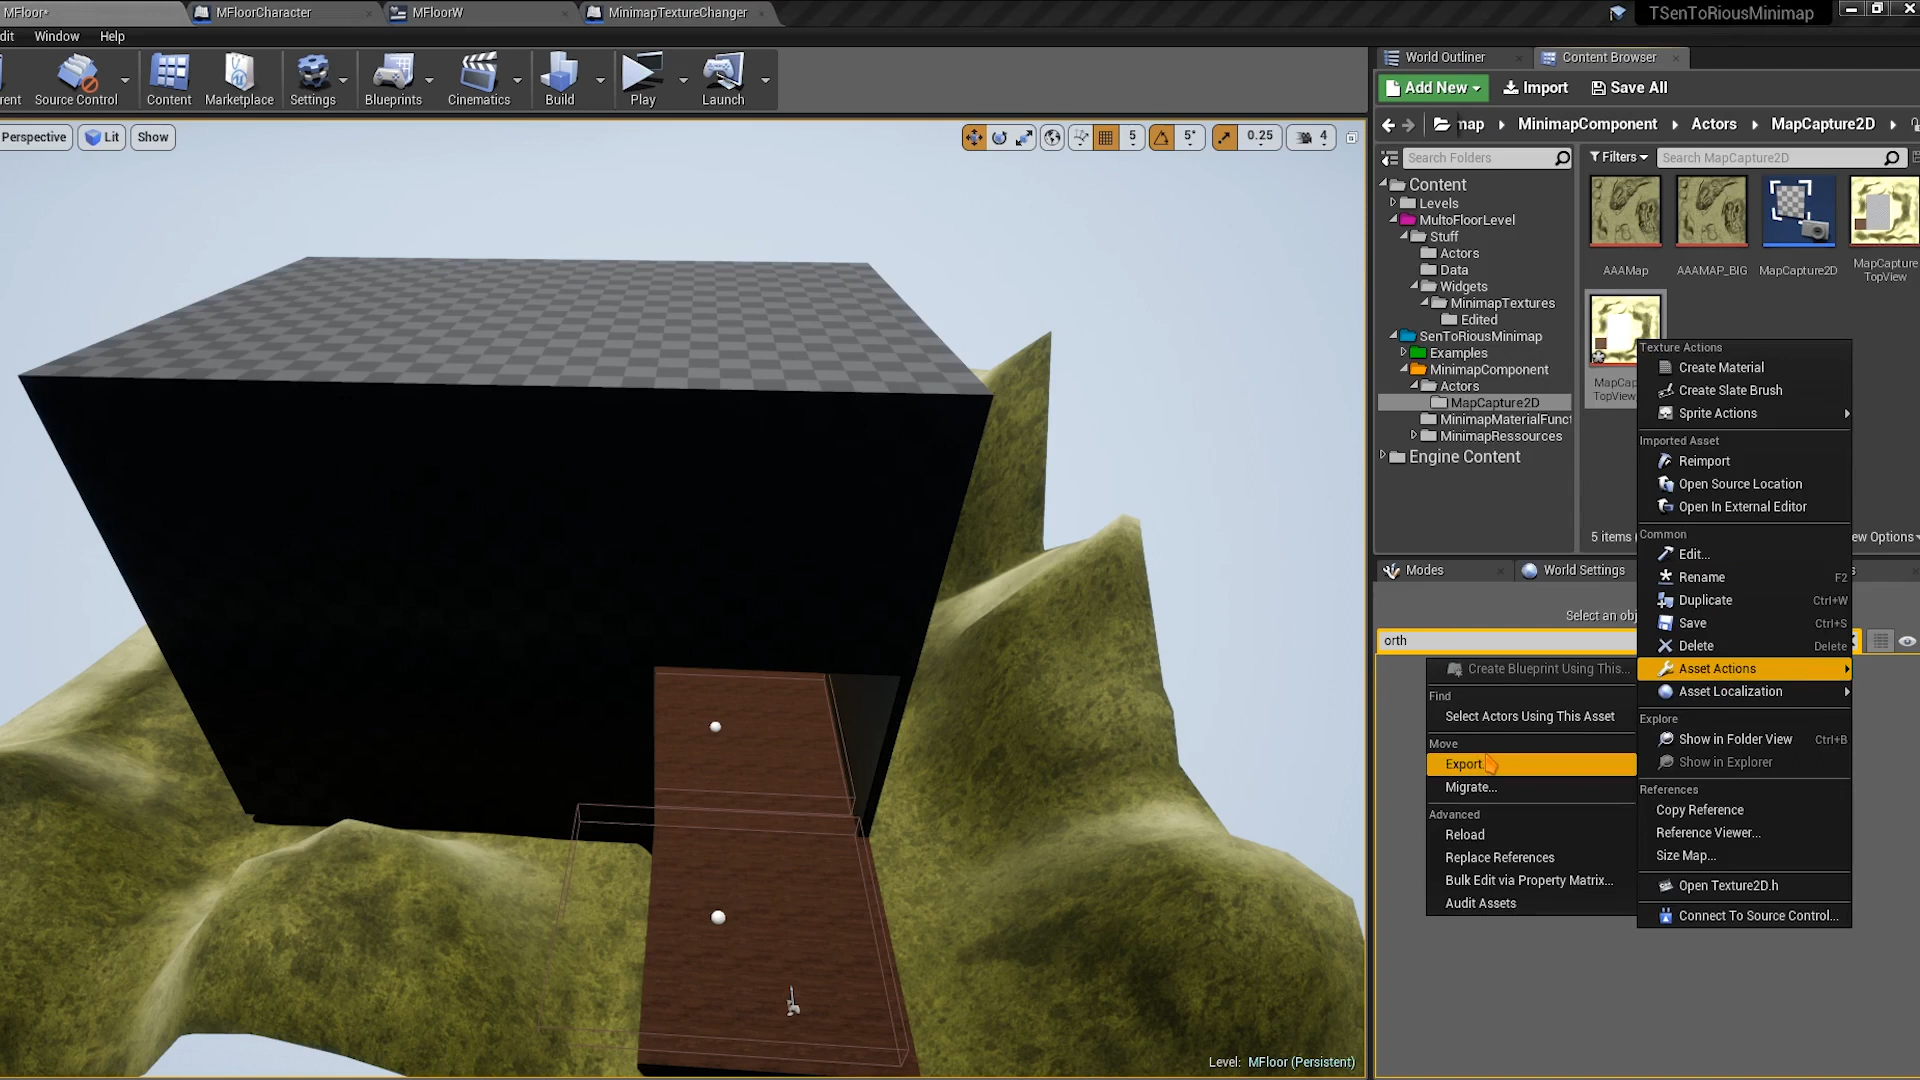 MFloor*
MFloorCharacter
MFloorW
MinimapTextureChanger
TSenToRiousMinimap
dit
Window
Help
rent
Source Control
Content
Marketplace
Settings
Blueprints
Cinematics
Build
Play
Launch
Perspective
Lit
Show
5
5°
0.25
4
Level: MFloor (Persistent)
World Outliner
Content Browser
Add New
Import
Save All
map
MinimapComponent
Actors
MapCapture2D
Search Folders
Filters
Search MapCapture2D
Content
Levels
MultoFloorLevel
Stuff
Actors
Data
Widgets
MinimapTextures
Edited
SenToRiousMinimap
Examples
MinimapComponent
Actors
MapCapture2D
MinimapMaterialFunct
MinimapRessources
Engine Content
AAAMap
AAAMAP_BIG
MapCapture2D
MapCapture
TopView
MapCap
TopView
5 items (
ew Options
Modes
World Settings
s
Select an obj
orth
Texture Actions
Create Material
Create Slate Brush
Sprite Actions
Imported Asset
Reimport
Open Source Location
Open In External Editor
Common
Edit...
Rename F2
Duplicate Ctrl+W
Save Ctrl+S
Delete Delete
Asset Actions
Asset Localization
Explore
Show in Folder View Ctrl+B
Show in Explorer
References
Copy Reference
Reference Viewer...
Size Map...
Open Texture2D.h
Connect To Source Control...
Create Blueprint Using This...
Find
Select Actors Using This Asset
Move
Export...
Migrate...
Advanced
Reload
Replace References
Bulk Edit via Property Matrix...
Audit Assets